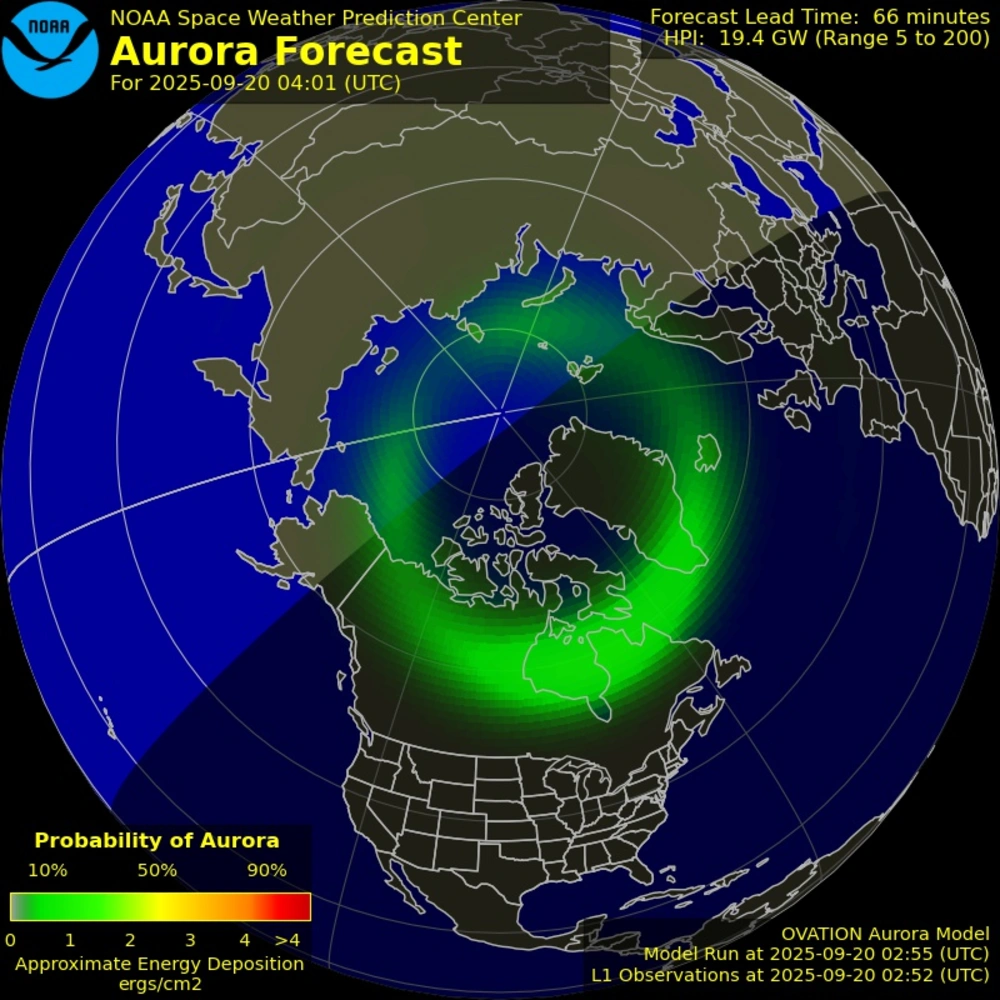 NOAA
NOAA Space Weather Prediction Center
Aurora Forecast
For 2025-09-20 04:01 (UTC)
Forecast Lead Time: 66 minutes
HPI: 19.4 GW (Range 5 to 200)
Probability of Aurora
10% 50% 90%
0 1 2 3 4 >4
Approximate Energy Deposition
ergs/cm2
OVATION Aurora Model
Model Run at 2025-09-20 02:55 (UTC)
L1 Observations at 2025-09-20 02:52 (UTC)